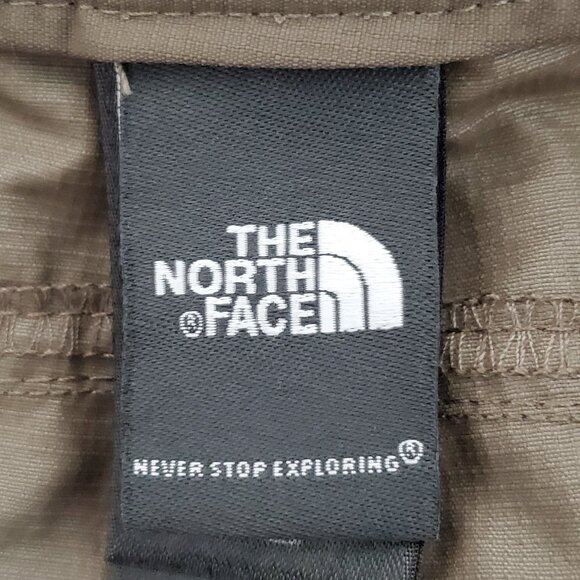 THE
NORTH
®FACE
NEVER STOP EXPLORING®